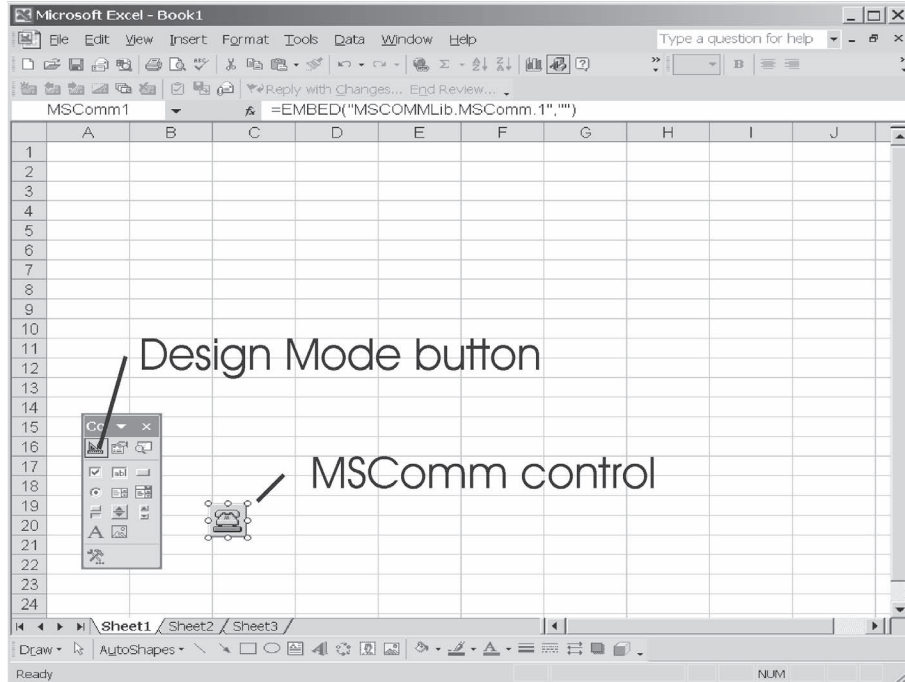 Microsoft Excel - Book1
File Edit View Insert Format Tools Data Window Help Type a question for help
Σ B
Reply with Changes... End Review...
MSComm1 fx =EMBED("MSCOMMLib.MSComm.1","")
A B C D E F G H I J
1
2
3
4
5
6
7
8
9
10
11
12
13
14
15
16
17
18
19
20
21
22
23
24
Design Mode button
Co
abl
MSComm control
A
Sheet1 Sheet2 Sheet3
Draw AutoShapes A
Ready NUM